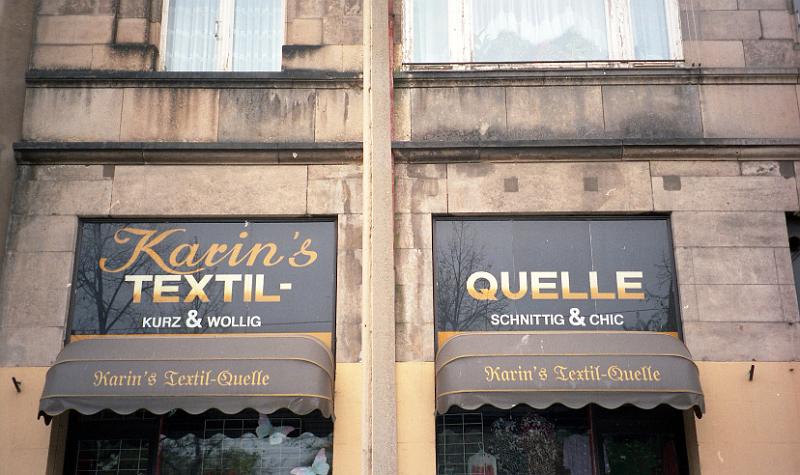 Karin's
TEXTIL-
KURZ & WOLLIG
Karin's Textil-Quelle
QUELLE
SCHNITTIG & CHIC
Karin's Textil-Quelle